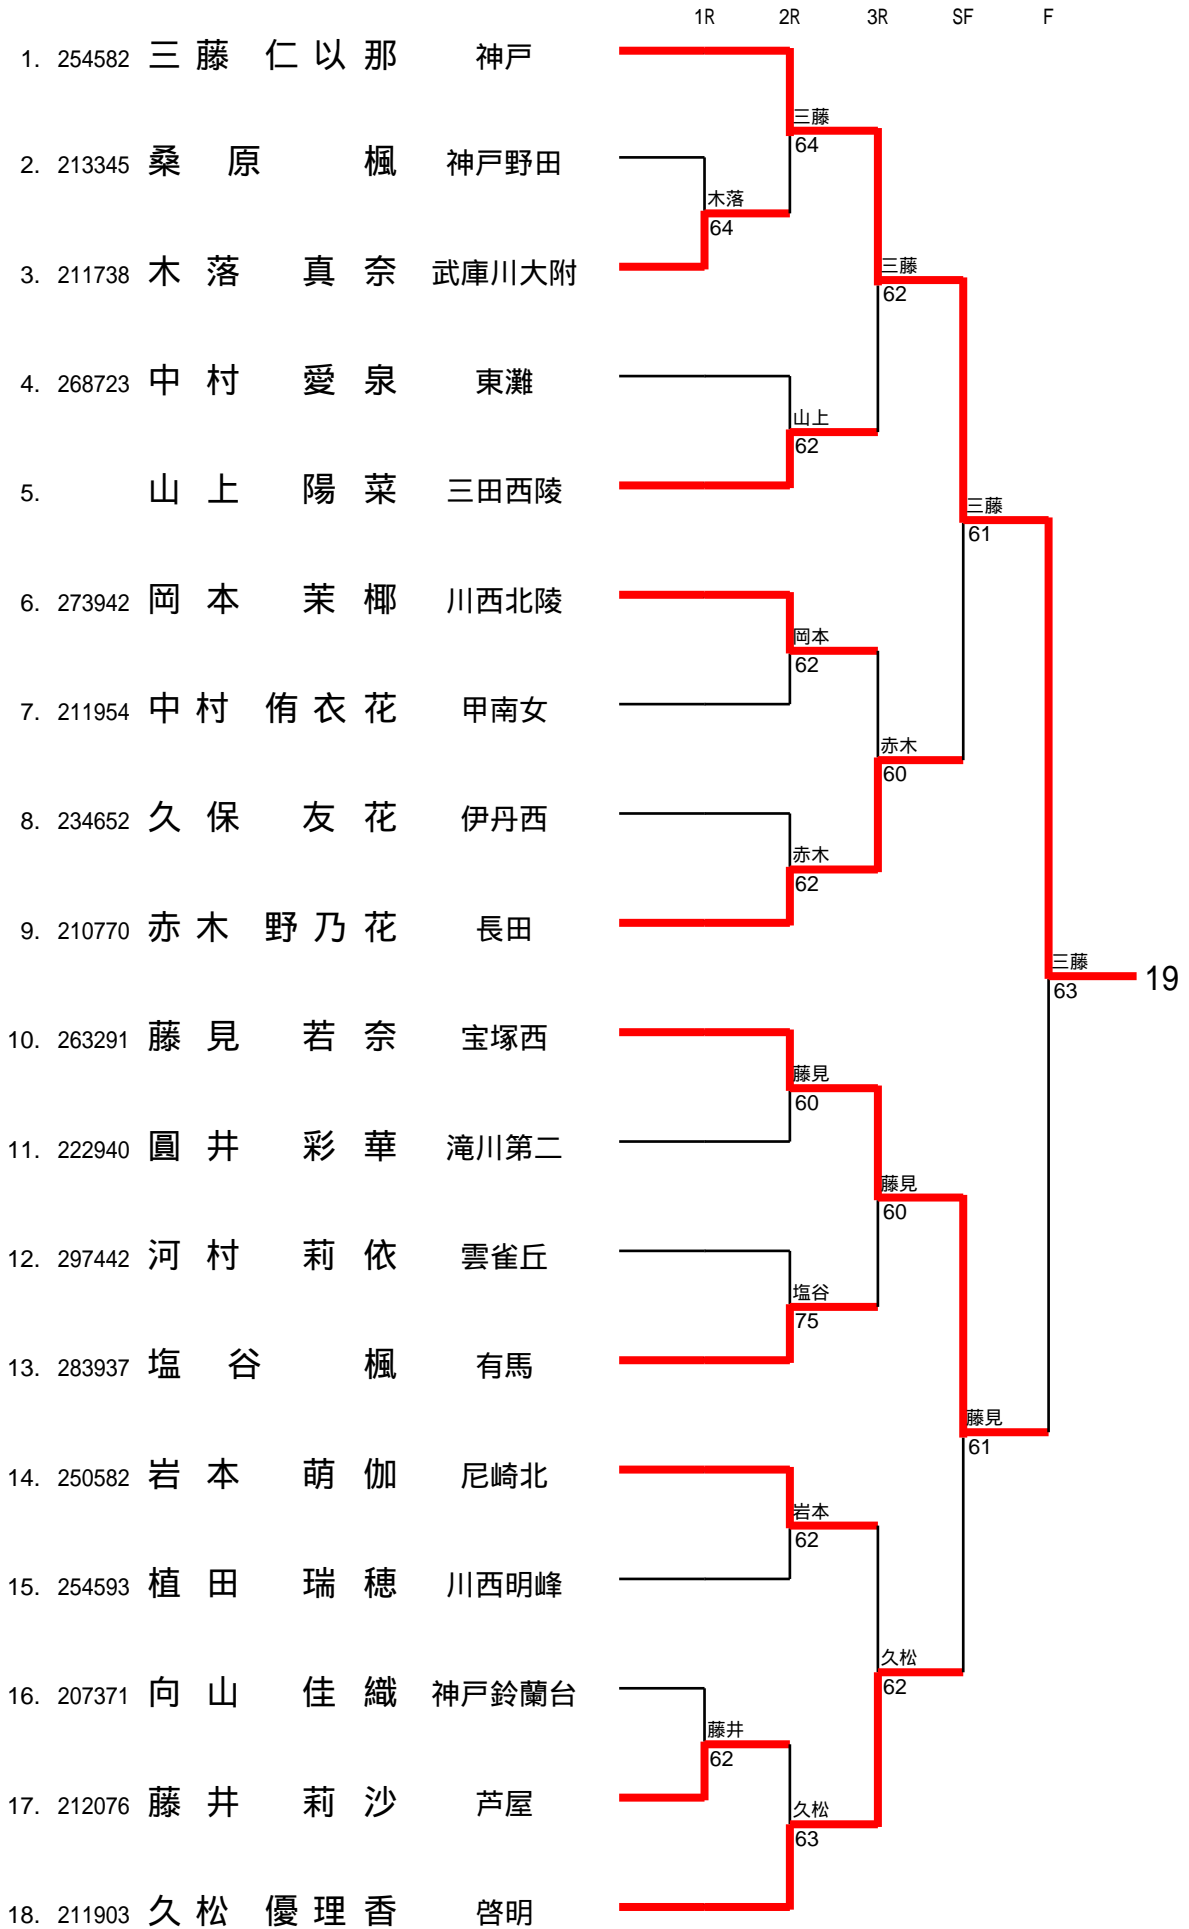 1R 2R 3R SF F
1. 254582 三藤 仁以那 神戸
三藤
64
2. 213345 桑原 楓 神戸野田
木落
64
3. 211738 木落 真奈 武庫川大附
三藤
62
4. 268723 中村 愛泉 東灘
山上
62
5. 山上 陽菜 三田西陵
三藤
61
6. 273942 岡本 茉椰 川西北陵
岡本
62
7. 211954 中村 侑衣花 甲南女
赤木
60
8. 234652 久保 友花 伊丹西
赤木
62
9. 210770 赤木 野乃花 長田
三藤
63
19
10. 263291 藤見 若奈 宝塚西
藤見
60
11. 222940 圓井 彩華 滝川第二
藤見
60
12. 297442 河村 莉依 雲雀丘
塩谷
75
13. 283937 塩谷 楓 有馬
藤見
61
14. 250582 岩本 萌伽 尼崎北
岩本
62
15. 254593 植田 瑞穂 川西明峰
久松
62
16. 207371 向山 佳織 神戸鈴蘭台
藤井
62
17. 212076 藤井 莉沙 芦屋
久松
63
18. 211903 久松 優理香 啓明